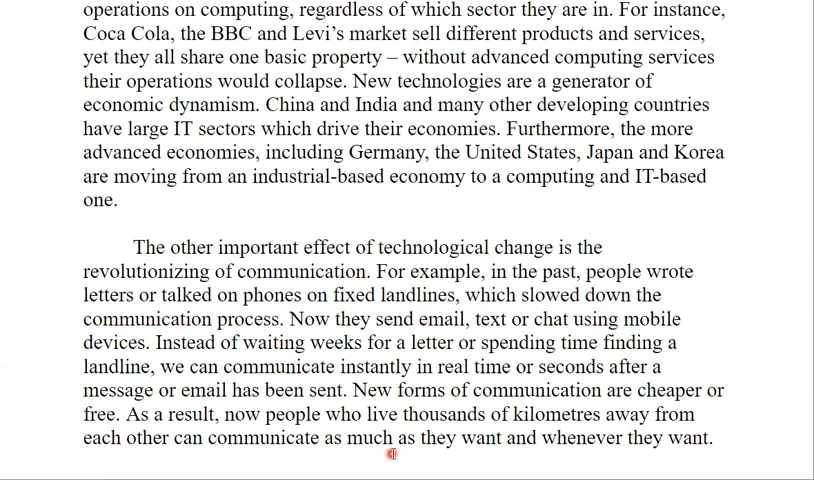 operations on computing, regardless of which sector they are in. For instance,
Coca Cola, the BBC and Levi's market sell different products and services,
yet they all share one basic property – without advanced computing services
their operations would collapse. New technologies are a generator of
economic dynamism. China and India and many other developing countries
have large IT sectors which drive their economies. Furthermore, the more
advanced economies, including Germany, the United States, Japan and Korea
are moving from an industrial-based economy to a computing and IT-based
one.
The other important effect of technological change is the
revolutionizing of communication. For example, in the past, people wrote
letters or talked on phones on fixed landlines, which slowed down the
communication process. Now they send email, text or chat using mobile
devices. Instead of waiting weeks for a letter or spending time finding a
landline, we can communicate instantly in real time or seconds after a
message or email has been sent. New forms of communication are cheaper or
free. As a result, now people who live thousands of kilometres away from
each other can communicate as much as they want and whenever they want.